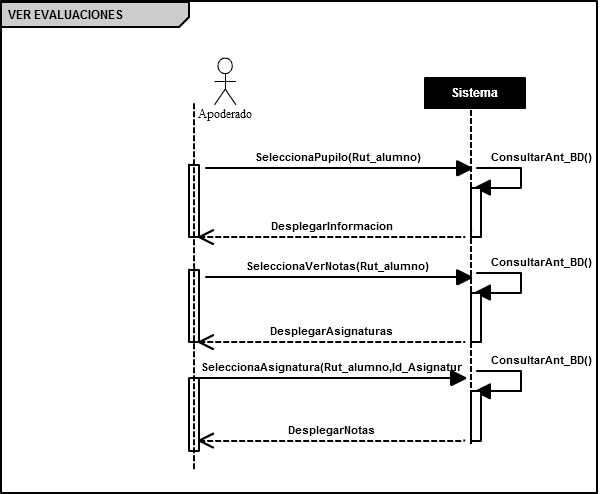 VER EVALUACIONES
Apoderado
Sistema
SeleccionaPupilo(Rut_alumno)
ConsultarAnt_BD()
DesplegarInformacion
SeleccionaVerNotas(Rut_alumno)
ConsultarAnt_BD()
DesplegarAsignaturas
SeleccionaAsignatura(Rut_alumno,Id_Asignatur
ConsultarAnt_BD()
DesplegarNotas